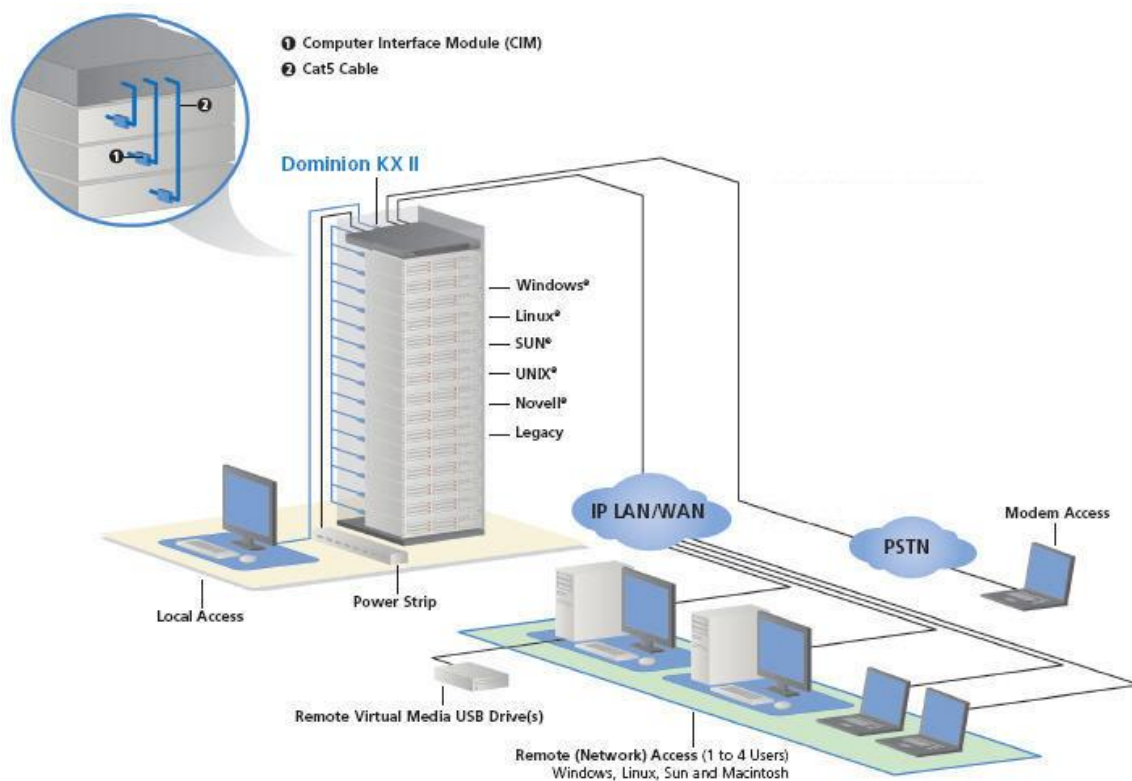 ❶ Computer Interface Module (CIM)
❷ Cat5 Cable
❷
❶
Dominion KX II
Windows®
Linux®
SUN®
UNIX®
Novell®
Legacy
IP LAN/WAN
PSTN
Modem Access
Local Access
Power Strip
Remote Virtual Media USB Drive(s)
Remote (Network) Access (1 to 4 Users)
Windows, Linux, Sun and Macintosh